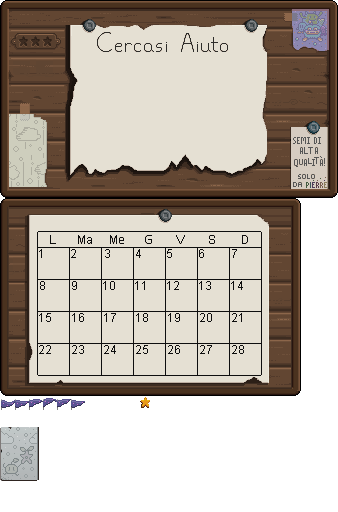 Cercasi Aiuto
SEMI DI
ALTA
QUALITÀ!
SOLO..
DA PIERRE
L Ma Me G V S D
1 2 3 4 5 6 7
8 9 10 11 12 13 14
15 16 17 18 19 20 21
22 23 24 25 26 27 28